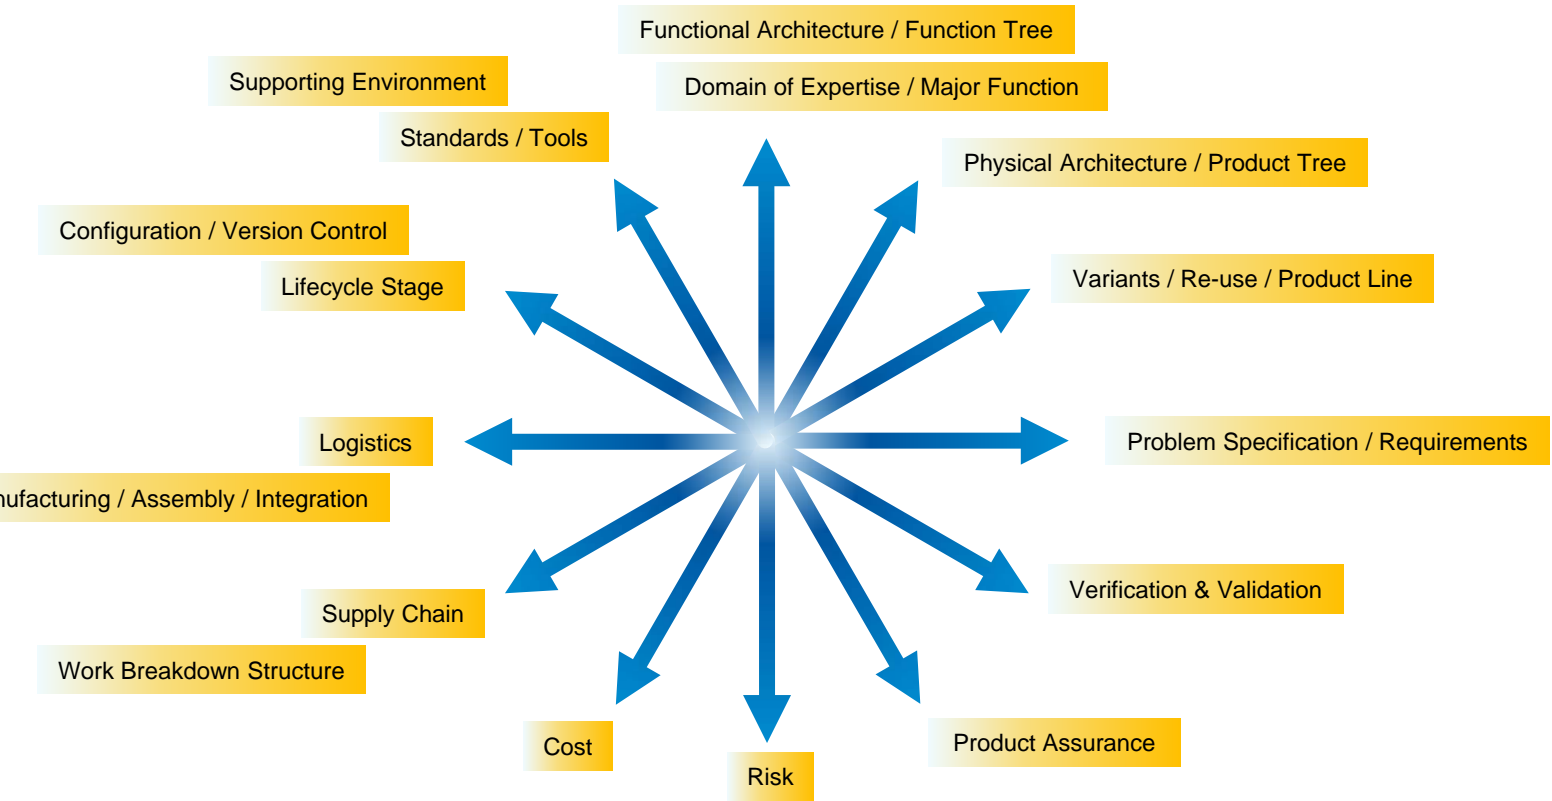 Functional Architecture / Function Tree
Supporting Environment
Domain of Expertise / Major Function
Standards / Tools
Physical Architecture / Product Tree
Configuration / Version Control
Variants / Re-use / Product Line
Lifecycle Stage
Logistics
Problem Specification / Requirements
nufacturing / Assembly / Integration
Verification & Validation
Supply Chain
Work Breakdown Structure
Cost
Product Assurance
Risk